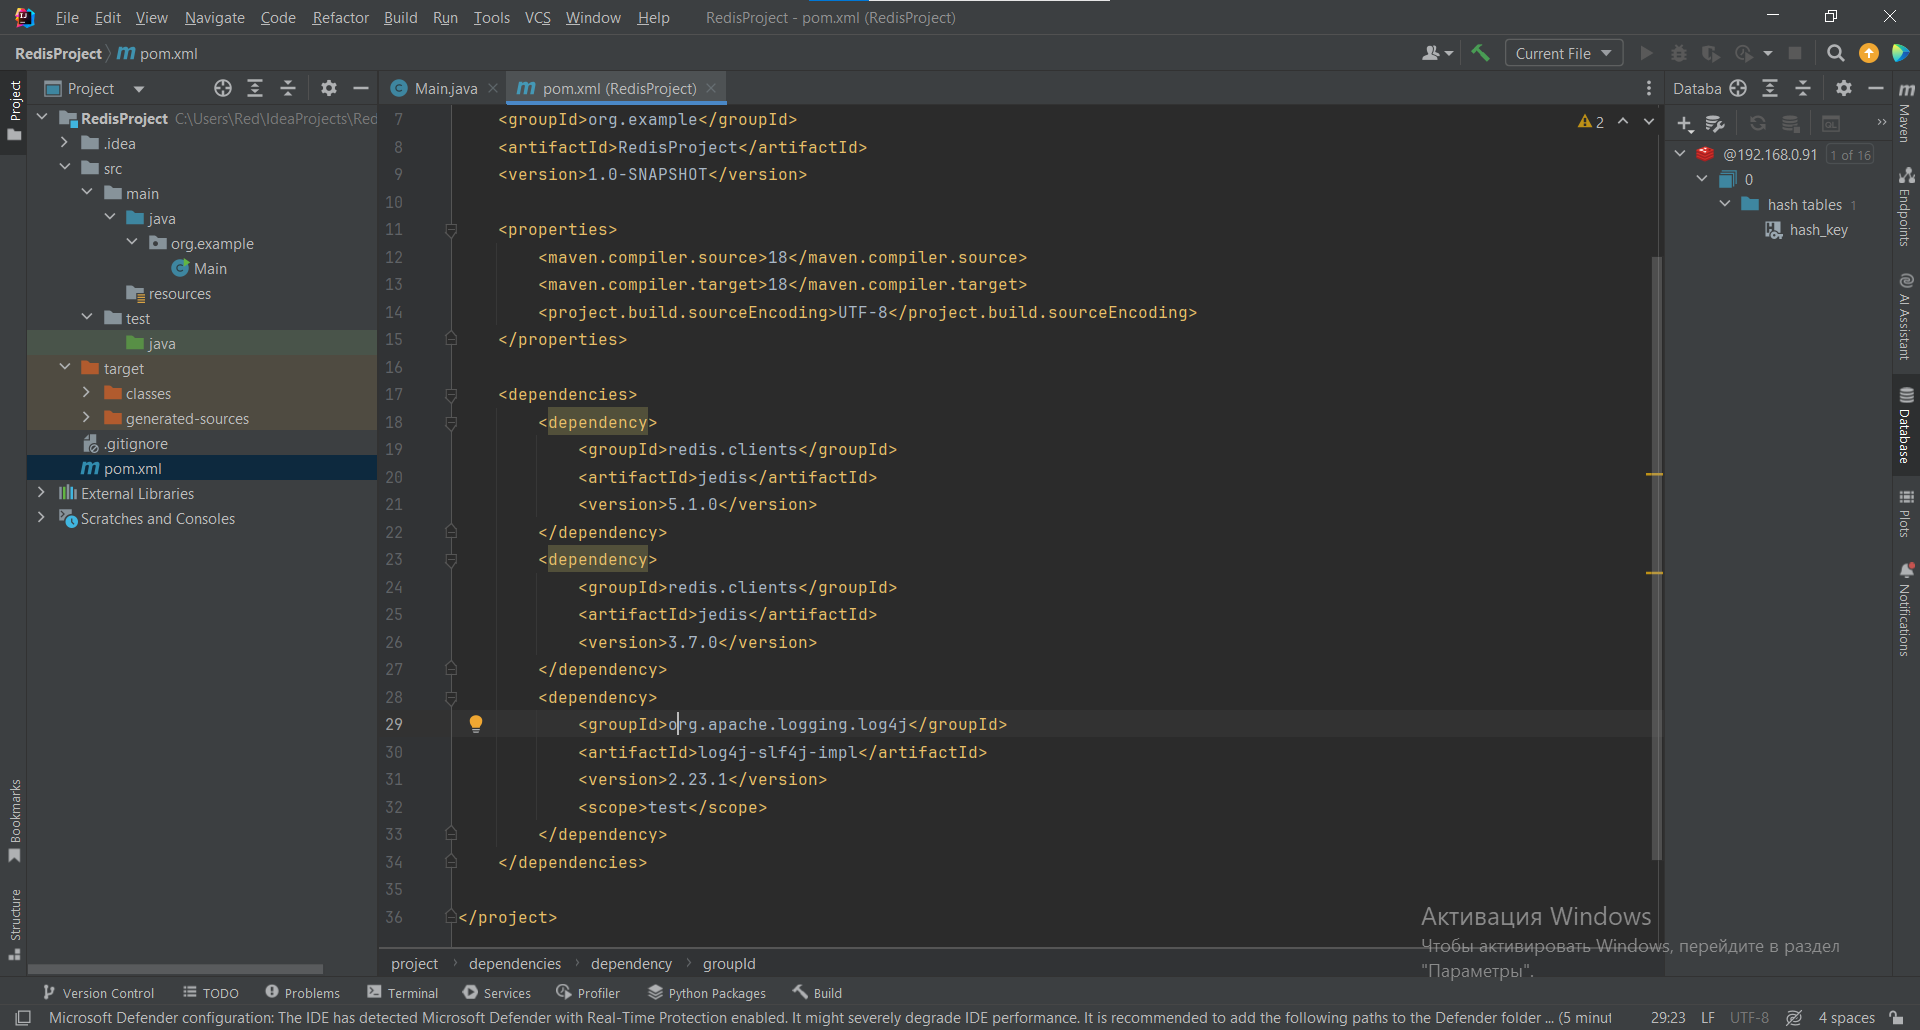 File Edit View Navigate Code Refactor Build Run Tools VCS Window Help RedisProject - pom.xml (RedisProject)
RedisProject m pom.xml Current File
Project Main.java m pom.xml (RedisProject) Databa
RedisProject C:\Users\Red\IdeaProjects\Red
.idea
src
main
java
org.example
Main
resources
test
java
target
classes
generated-sources
.gitignore
m pom.xml
External Libraries
Scratches and Consoles
7 <groupId>org.example</groupId>
8 <artifactId>RedisProject</artifactId>
9 <version>1.0-SNAPSHOT</version>
10
11 <properties>
12 <maven.compiler.source>18</maven.compiler.source>
13 <maven.compiler.target>18</maven.compiler.target>
14 <project.build.sourceEncoding>UTF-8</project.build.sourceEncoding>
15 </properties>
16
17 <dependencies>
18 <dependency>
19 <groupId>redis.clients</groupId>
20 <artifactId>jedis</artifactId>
21 <version>5.1.0</version>
22 </dependency>
23 <dependency>
24 <groupId>redis.clients</groupId>
25 <artifactId>jedis</artifactId>
26 <version>3.7.0</version>
27 </dependency>
28 <dependency>
29 <groupId>org.apache.logging.log4j</groupId>
30 <artifactId>log4j-slf4j-impl</artifactId>
31 <version>2.23.1</version>
32 <scope>test</scope>
33 </dependency>
34 </dependencies>
35
36 </project>
2
@192.168.0.91 1 of 16
0
hash tables 1
hash_key
Project
Bookmarks
Structure
m Maven
Endpoints
AI Assistant
Database
Plots
Notifications
Активация Windows
Чтобы активировать Windows, перейдите в раздел
"Параметры".
project dependencies dependency groupId
Version Control TODO Problems Terminal Services Profiler Python Packages Build
Microsoft Defender configuration: The IDE has detected Microsoft Defender with Real-Time Protection enabled. It might severely degrade IDE performance. It is recommended to add the following paths to the Defender folder ... (5 minut 29:23 LF UTF-8 4 spaces